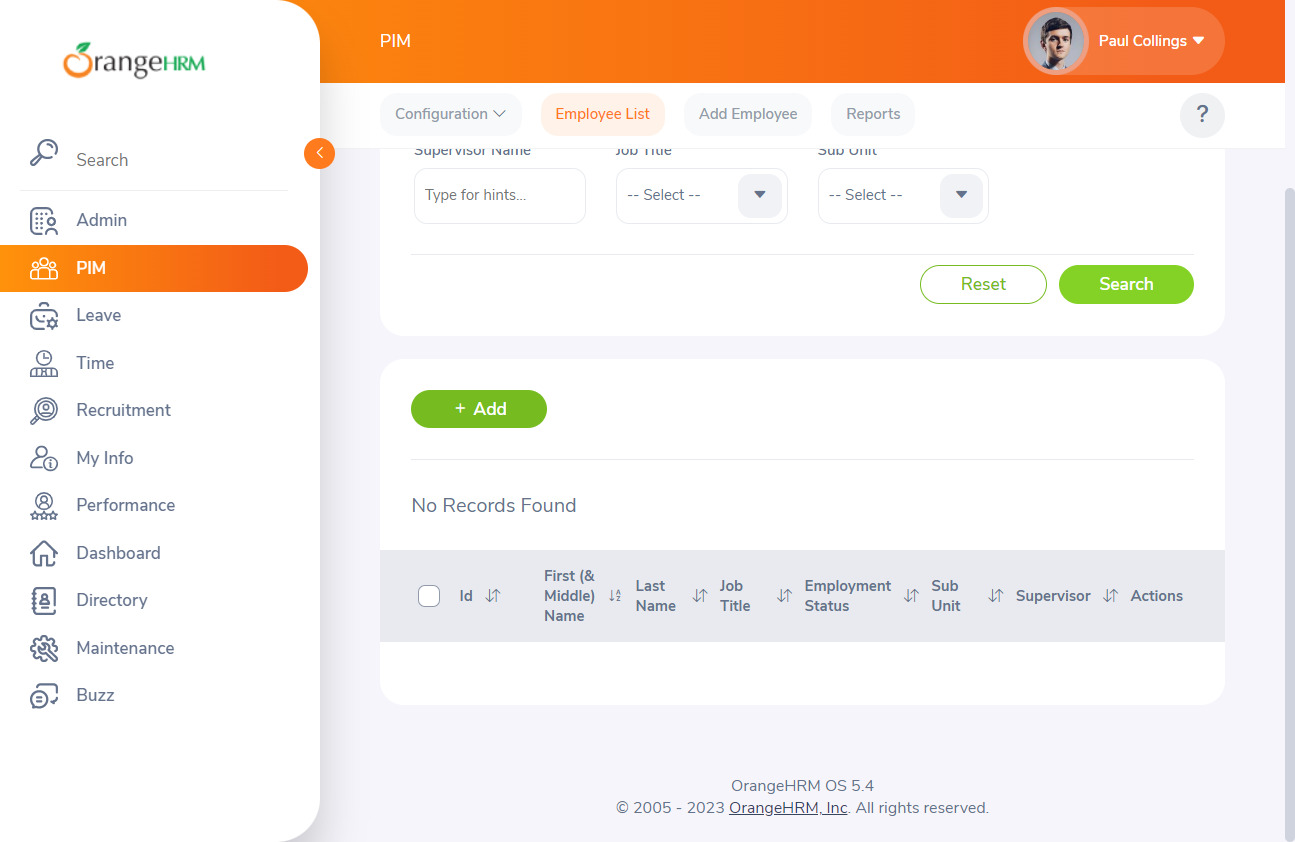 OrangeHRM
PIM
Paul Collings
Configuration
Employee List
Add Employee
Reports
?
Search
Admin
PIM
Leave
Time
Recruitment
My Info
Performance
Dashboard
Directory
Maintenance
Buzz
Supervisor Name
Job Title
Sub Unit
Type for hints...
-- Select --
-- Select --
Reset
Search
+ Add
No Records Found
Id
First (&
Middle)
Name
Last
Name
Job
Title
Employment
Status
Sub
Unit
Supervisor
Actions
OrangeHRM OS 5.4
© 2005 - 2023 OrangeHRM, Inc. All rights reserved.